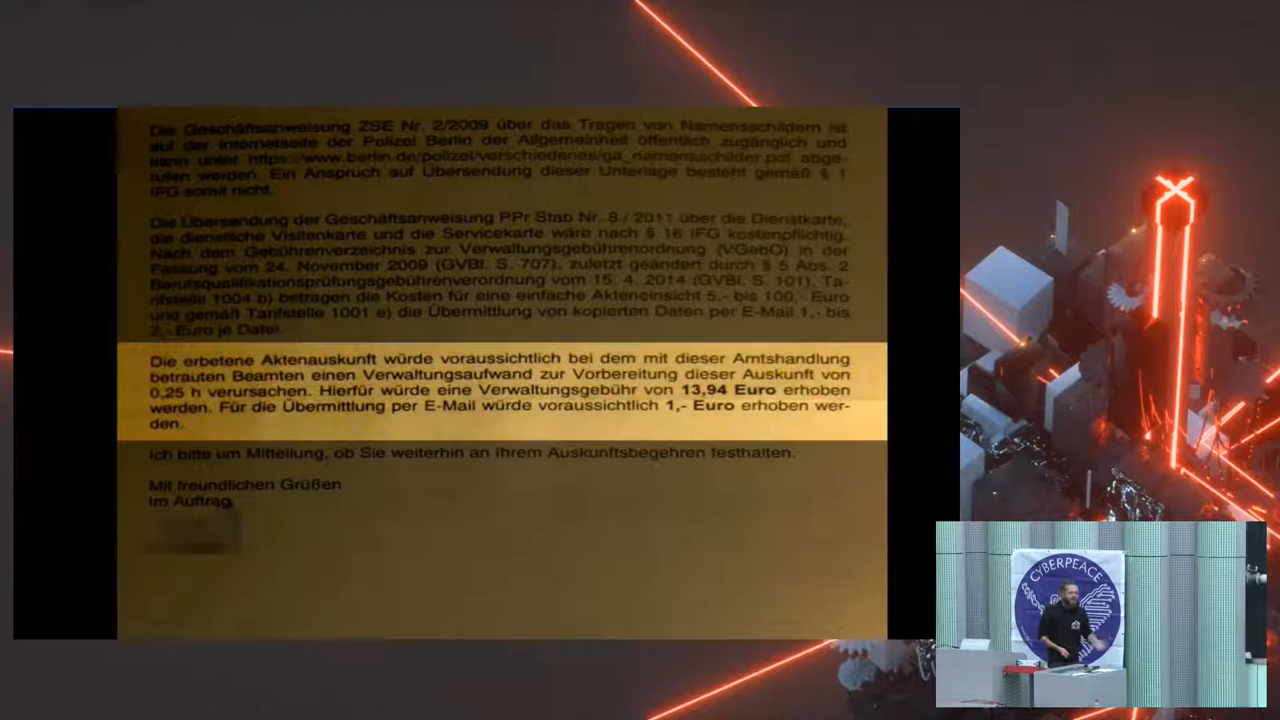 Die Geschäftsanweisung ZSE Nr. 2/2009 über das Tragen von Namensschildern ist
auf der Internetseite der Polizei Berlin der Allgemeinheit öffentlich zugänglich und
kann unter https://www.berlin.de/polizei/verschiedenes/ga_namensschilder.pdf abge-
rufen werden. Ein Anspruch auf Übersendung dieser Unterlage besteht gemäß § 1
IFG somit nicht.
Die Übersendung der Geschäftsanweisung PPr Stab Nr. 8 / 2011 über die Dienstkarte,
die dienstliche Visitenkarte und die Servicekarte wäre nach § 16 IFG kostenpflichtig.
Nach dem Gebührenverzeichnis zur Verwaltungsgebührenordnung (VGebO) in der
Fassung vom 24. November 2009 (GVBl. S. 707), zuletzt geändert durch § 5 Abs. 2
Berufsqualifikationsprüfungsgebührenverordnung vom 15. 4. 2014 (GVBl. S. 101), Ta-
rifstelle 1004 b) betragen die Kosten für eine einfache Akteneinsicht 5,- bis 100,- Euro
und gemäß Tarifstelle 1001 e) die Übermittlung von kopierten Daten per E-Mail 1,- bis
2,- Euro je Datei.
Die erbetene Aktenauskunft würde voraussichtlich bei dem mit dieser Amtshandlung
betrauten Beamten einen Verwaltungsaufwand zur Vorbereitung dieser Auskunft von
0,25 h verursachen. Hierfür würde eine Verwaltungsgebühr von 13,94 Euro erhoben
werden. Für die Übermittlung per E-Mail würde voraussichtlich 1,- Euro erhoben wer-
den.
Ich bitte um Mitteilung, ob Sie weiterhin an Ihrem Auskunftsbegehren festhalten.
Mit freundlichen Grüßen
Im Auftrag
CYBERPEACE